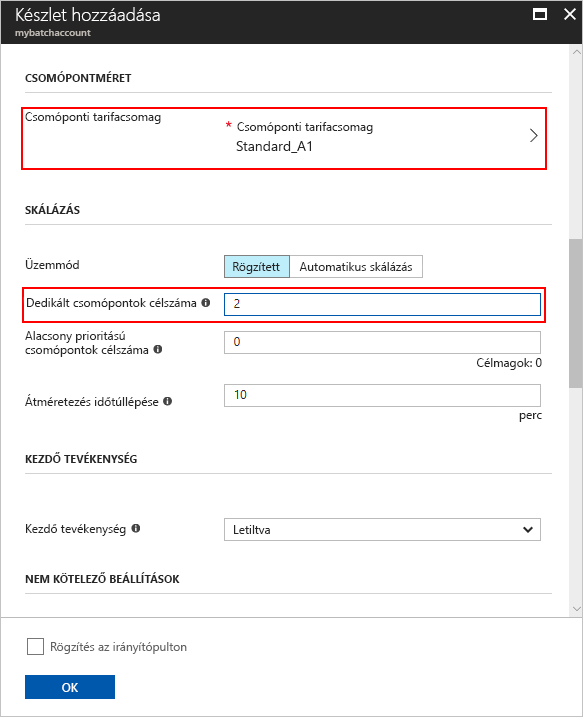 Készlet hozzáadása
mybatchaccount
CSOMÓPONTMÉRET
Csomóponti tarifacsomag
* Csomóponti tarifacsomag
Standard_A1
SKÁLÁZÁS
Üzemmód
Rögzített Automatikus skálázás
Dedikált csomópontok célszáma 2
Alacsony prioritású
csomópontok célszáma 0
Célmagok: 0
Átméretezés időtúllépése 10
perc
KEZDŐ TEVÉKENYSÉG
Kezdő tevékenység Letiltva
NEM KÖTELEZŐ BEÁLLÍTÁSOK
Rögzítés az irányítópulton
OK